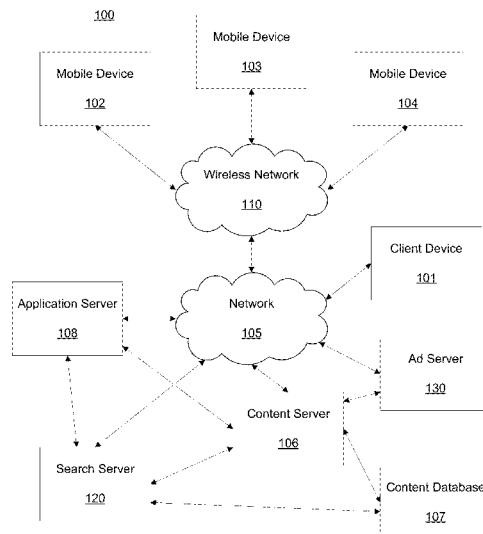 100
Mobile Device
103
Mobile Device
102
Mobile Device
104
Wireless Network
110
Client Device
101
Network
105
Application Server
108
Ad Server
130
Content Server
106
Search Server
120
Content Database
107